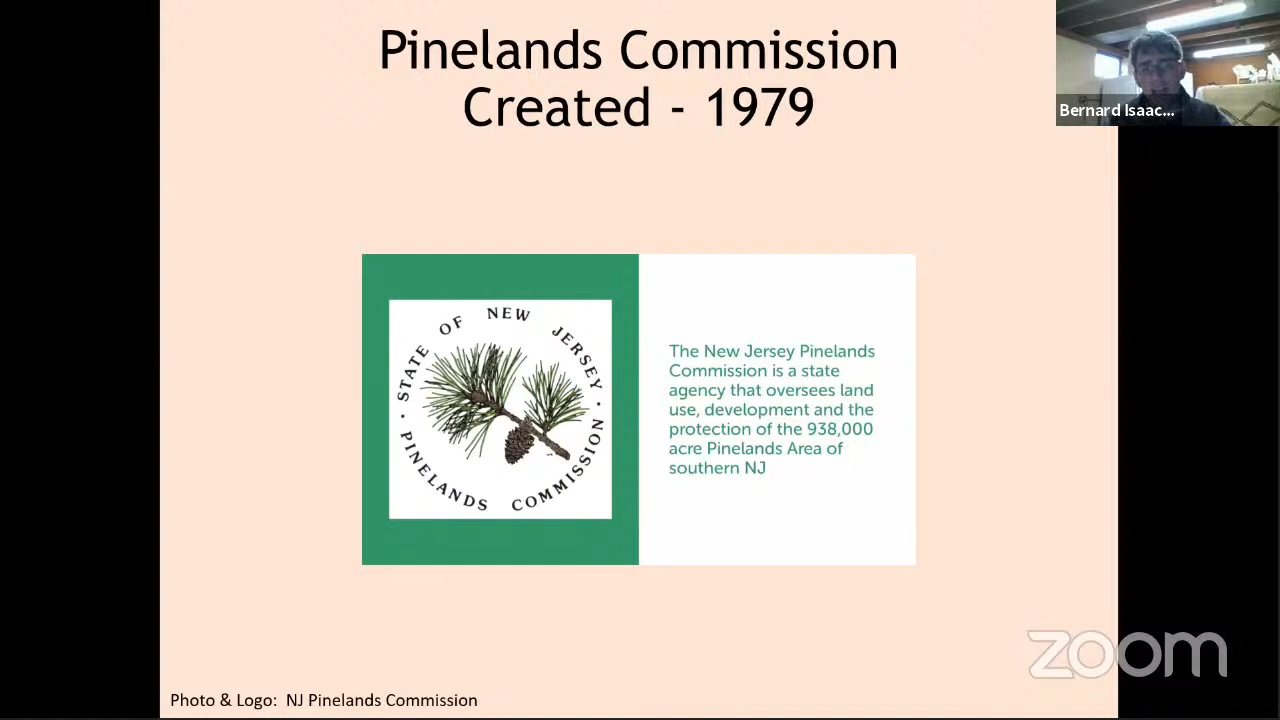 Pinelands Commission
Created - 1979
Bernard Isaac...
STATE OF NEW JERSEY
• PINELANDS COMMISSION •
The New Jersey Pinelands
Commission is a state
agency that oversees land
use, development and the
protection of the 938,000
acre Pinelands Area of
southern NJ
zoom
Photo & Logo:  NJ Pinelands Commission